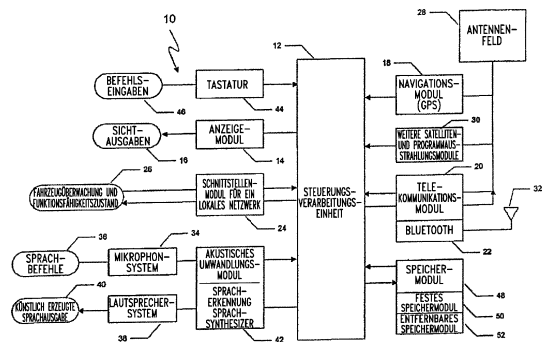 10
12
28
ANTENNEN-
FELD
BEFEHLS-
EINGABEN
46
TASTATUR
44
18
NAVIGATIONS-
MODUL
(GPS)
SICHT-
AUSGABEN
16
ANZEIGE-
MODUL
14
30
WEITERE SATELLITEN-
UND PROGRAMMAUS-
STRAHLUNGSMODULE
26
FAHRZEUGÜBERWACHUNG UND
FUNKTIONSFÄHIGKEITSZUSTAND
SCHNITTSTELLEN-
MODUL FÜR EIN
LOKALES NETZWERK
24
STEUERUNGS-
VERARBEITUNGS-
EINHEIT
20
TELE-
KOMMUNIKATIONS-
MODUL
BLUETOOTH
22
32
36
SPRACH-
BEFEHLE
34
MIKROPHON-
SYSTEM
AKUSTISCHES
UMWANDLUNGS-
MODUL
SPRACH-
ERKENNUNG
SPRACH-
SYNTHESIZER
42
40
KÜNSTLICH ERZEUGTE
SPRACHAUSGABE
LAUTSPRECHER-
SYSTEM
38
SPEICHER-
MODUL
48
FESTES
SPEICHERMODUL
50
ENTFERNBARES
SPEICHERMODUL
52